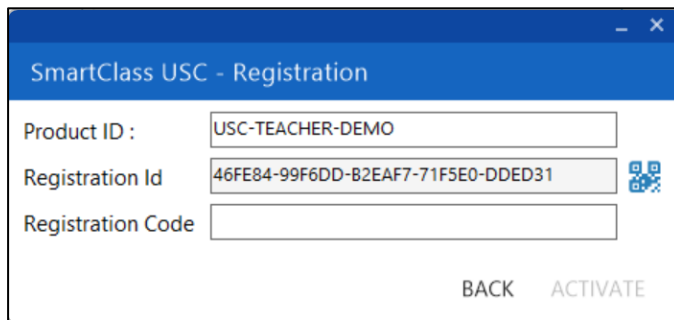 SmartClass USC - Registration
Product ID : USC-TEACHER-DEMO
Registration Id 46FE84-99F6DD-B2EAF7-71F5E0-DDED31
Registration Code
BACK ACTIVATE